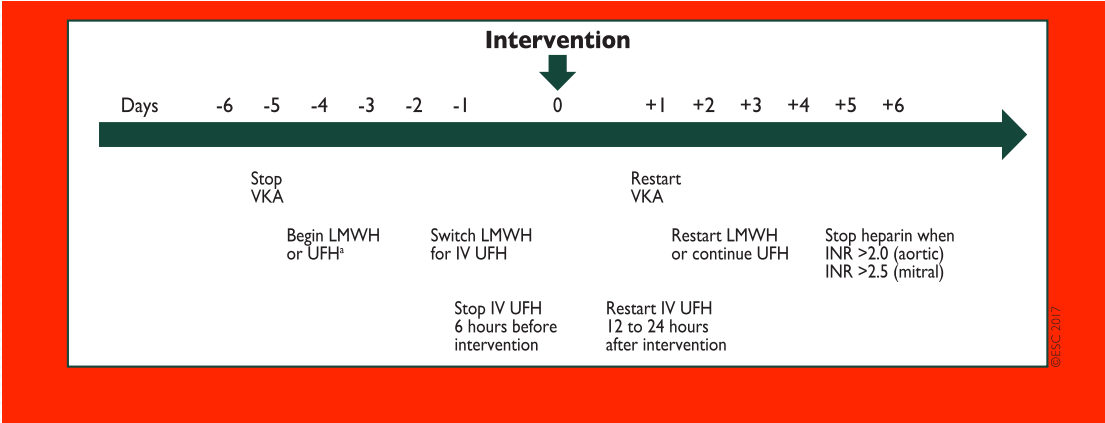 Intervention
Days -6 -5 -4 -3 -2 -1 0 +1 +2 +3 +4 +5 +6
Stop
VKA
Restart
VKA
Begin LMWH
or UFHᵃ
Switch LMWH
for IV UFH
Restart LMWH
or continue UFH
Stop heparin when
INR >2.0 (aortic)
INR >2.5 (mitral)
Stop IV UFH
6 hours before
intervention
Restart IV UFH
12 to 24 hours
after intervention
©ESC 2017